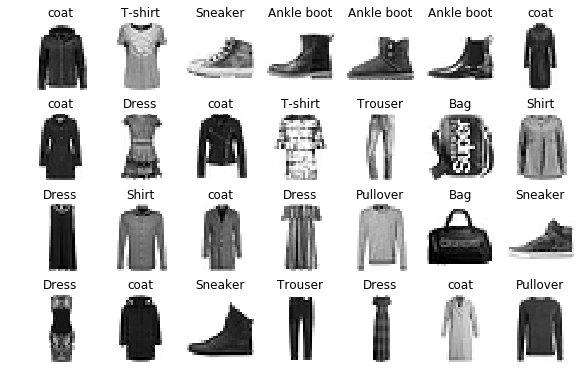 coat T-shirt Sneaker Ankle boot Ankle boot Ankle boot coat
coat Dress coat T-shirt Trouser Bag Shirt
Super
Dress Shirt coat Dress Pullover Bag Sneaker
Dress coat Sneaker Trouser Dress coat Pullover